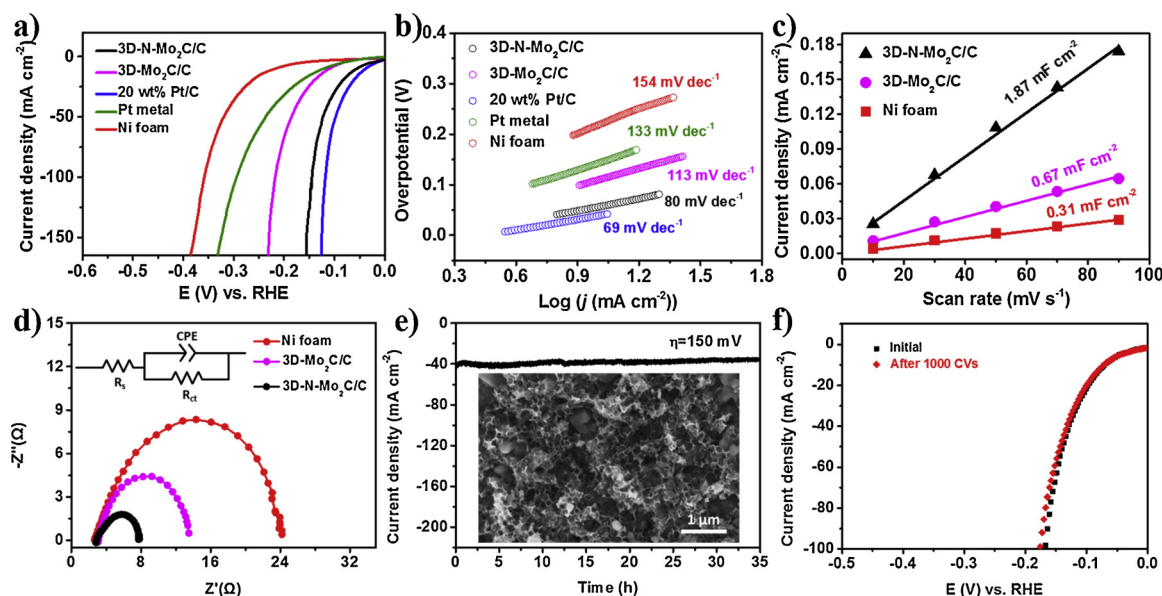 a)
Current density (mA cm⁻²)
0
-50
-100
-150
3D-N-Mo₂C/C
3D-Mo₂C/C
20 wt% Pt/C
Pt metal
Ni foam
-0.6
-0.5
-0.4
-0.3
-0.2
-0.1
0.0
E (V) vs. RHE
b)
Overpotential (V)
0.4
0.3
0.2
0.1
0.0
3D-N-Mo₂C/C
3D-Mo₂C/C
20 wt% Pt/C
Pt metal
Ni foam
154 mV dec⁻¹
133 mV dec⁻¹
113 mV dec⁻¹
80 mV dec⁻¹
69 mV dec⁻¹
0.3
0.6
0.9
1.2
1.5
1.8
Log (j (mA cm⁻²))
c)
Current density (mA cm⁻²)
0.18
0.15
0.12
0.09
0.06
0.03
0.00
3D-N-Mo₂C/C
3D-Mo₂C/C
Ni foam
1.87 mF cm⁻²
0.67 mF cm⁻²
0.31 mF cm⁻²
0
20
40
60
80
100
Scan rate (mV s⁻¹)
d)
-Z''(Ω)
-15
-12
-9
-6
-3
0
CPE
Rs
Rct
Ni foam
3D-Mo₂C/C
3D-N-Mo₂C/C
0
8
16
24
32
Z'(Ω)
e)
Current density (mA cm⁻²)
0
-40
-80
-120
-160
-200
η=150 mV
1 μm
0
5
10
15
20
25
30
35
Time (h)
f)
Current density (mA cm⁻²)
0
-20
-40
-60
-80
-100
Initial
After 1000 CVs
-0.5
-0.4
-0.3
-0.2
-0.1
0.0
E (V) vs. RHE